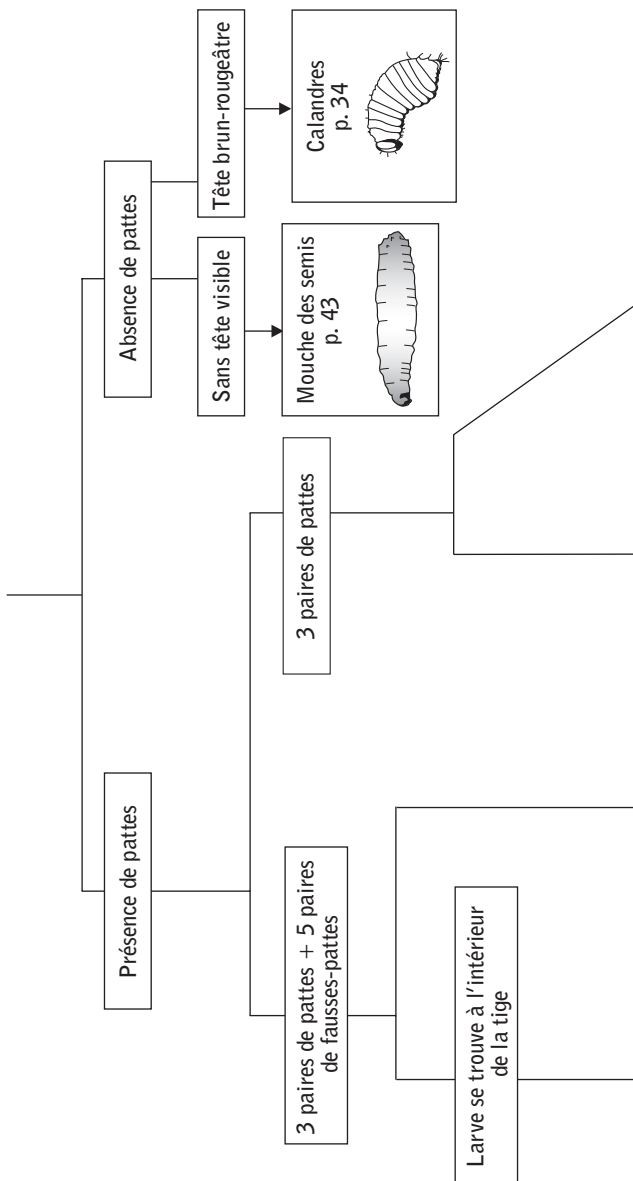 Présence de pattes
Absence de pattes
3 paires de pattes + 5 paires
de fausses-pattes
3 paires de pattes
Sans tête visible
Tête brun-rougeâtre
Larve se trouve à l'intérieur
de la tige
Mouche des semis
p. 43
Calandres
p. 34